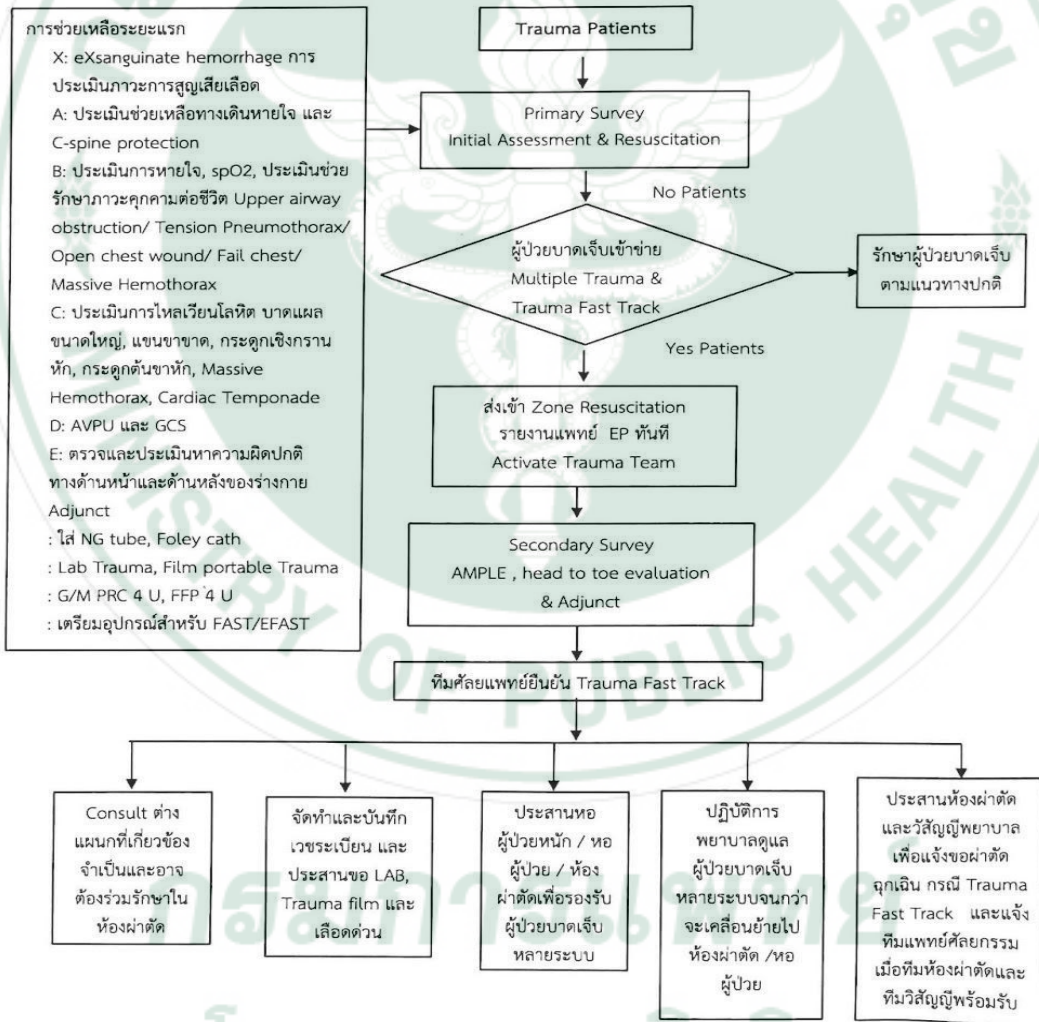 การช่วยเหลือระยะแรก
X: eXsanguinate hemorrhage การ
ประเมินภาวะการสูญเสียเลือด
A: ประเมินช่วยเหลือทางเดินหายใจ และ
C-spine protection
B: ประเมินการหายใจ, spO2, ประเมินช่วย
รักษาภาวะคุกคามต่อชีวิต Upper airway
obstruction/ Tension Pneumothorax/
Open chest wound/ Fail chest/
Massive Hemothorax
C: ประเมินการไหลเวียนโลหิต บาดแผล
ขนาดใหญ่, แขนขาขาด, กระดูกเชิงกราน
หัก, กระดูกต้นขาหัก, Massive
Hemothorax, Cardiac Temponade
D: AVPU และ GCS
E: ตรวจและประเมินหาความผิดปกติ
ทางด้านหน้าและด้านหลังของร่างกาย
Adjunct
: ใส่ NG tube, Foley cath
: Lab Trauma, Film portable Trauma
: G/M PRC 4 U, FFP 4 U
: เตรียมอุปกรณ์สำหรับ FAST/EFAST
Trauma Patients
Primary Survey
Initial Assessment & Resuscitation
No Patients
ผู้ป่วยบาดเจ็บเข้าข่าย
Multiple Trauma &
Trauma Fast Track
รักษาผู้ป่วยบาดเจ็บ
ตามแนวทางปกติ
Yes Patients
ส่งเข้า Zone Resuscitation
รายงานแพทย์ EP ทันที
Activate Trauma Team
Secondary Survey
AMPLE , head to toe evaluation
& Adjunct
ทีมศัลยแพทย์ยืนยัน Trauma Fast Track
Consult ต่าง
แผนกที่เกี่ยวข้อง
จำเป็นและอาจ
ต้องร่วมรักษาใน
ห้องผ่าตัด
จัดทำและบันทึก
เวชระเบียน และ
ประสานขอ LAB,
Trauma film และ
เลือดด่วน
ประสานหอ
ผู้ป่วยหนัก / หอ
ผู้ป่วย / ห้อง
ผ่าตัดเพื่อรองรับ
ผู้ป่วยบาดเจ็บ
หลายระบบ
ปฏิบัติการ
พยาบาลดูแล
ผู้ป่วยบาดเจ็บ
หลายระบบจนกว่า
จะเคลื่อนย้ายไป
ห้องผ่าตัด /หอ
ผู้ป่วย
ประสานห้องผ่าตัด
และวิสัญญีพยาบาล
เพื่อแจ้งขอผ่าตัด
ฉุกเฉิน กรณี Trauma
Fast Track และแจ้ง
ทีมแพทย์ศัลยกรรม
เมื่อทีมห้องผ่าตัดและ
ทีมวิสัญญีพร้อมรับ
MINISTRY OF PUBLIC HEALTH
กรมการแพทย์